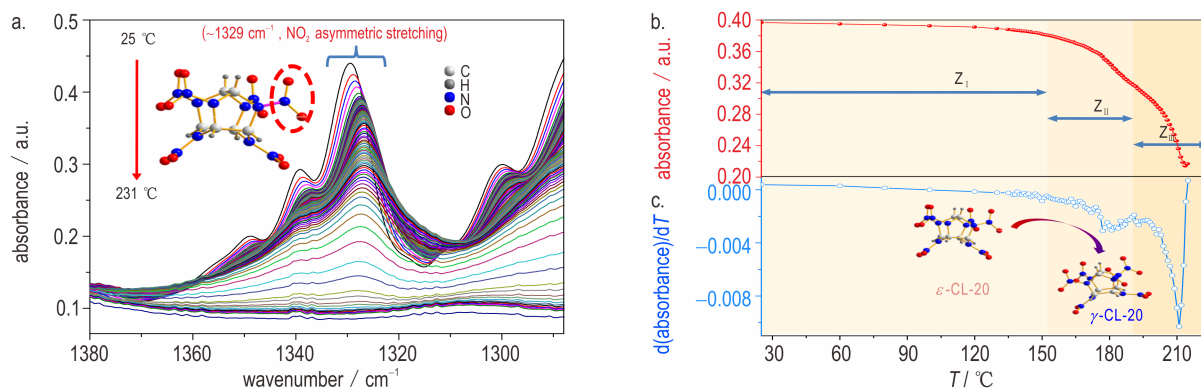 a.
(~1329 cm⁻¹ , NO₂ asymmetric stretching)
25 ℃
231 ℃
C
H
N
O
0.5
0.4
0.3
0.2
0.1
absorbance / a.u.
1380 1360 1340 1320 1300
wavenumber / cm⁻¹
b.
0.40
0.36
0.32
0.28
0.24
0.20
absorbance / a.u.
Z I
Z II
Z III
c.
0.000
−0.004
−0.008
d(absorbance)/dT
ε-CL-20
γ-CL-20
30 60 90 120 150 180 210
T / ℃